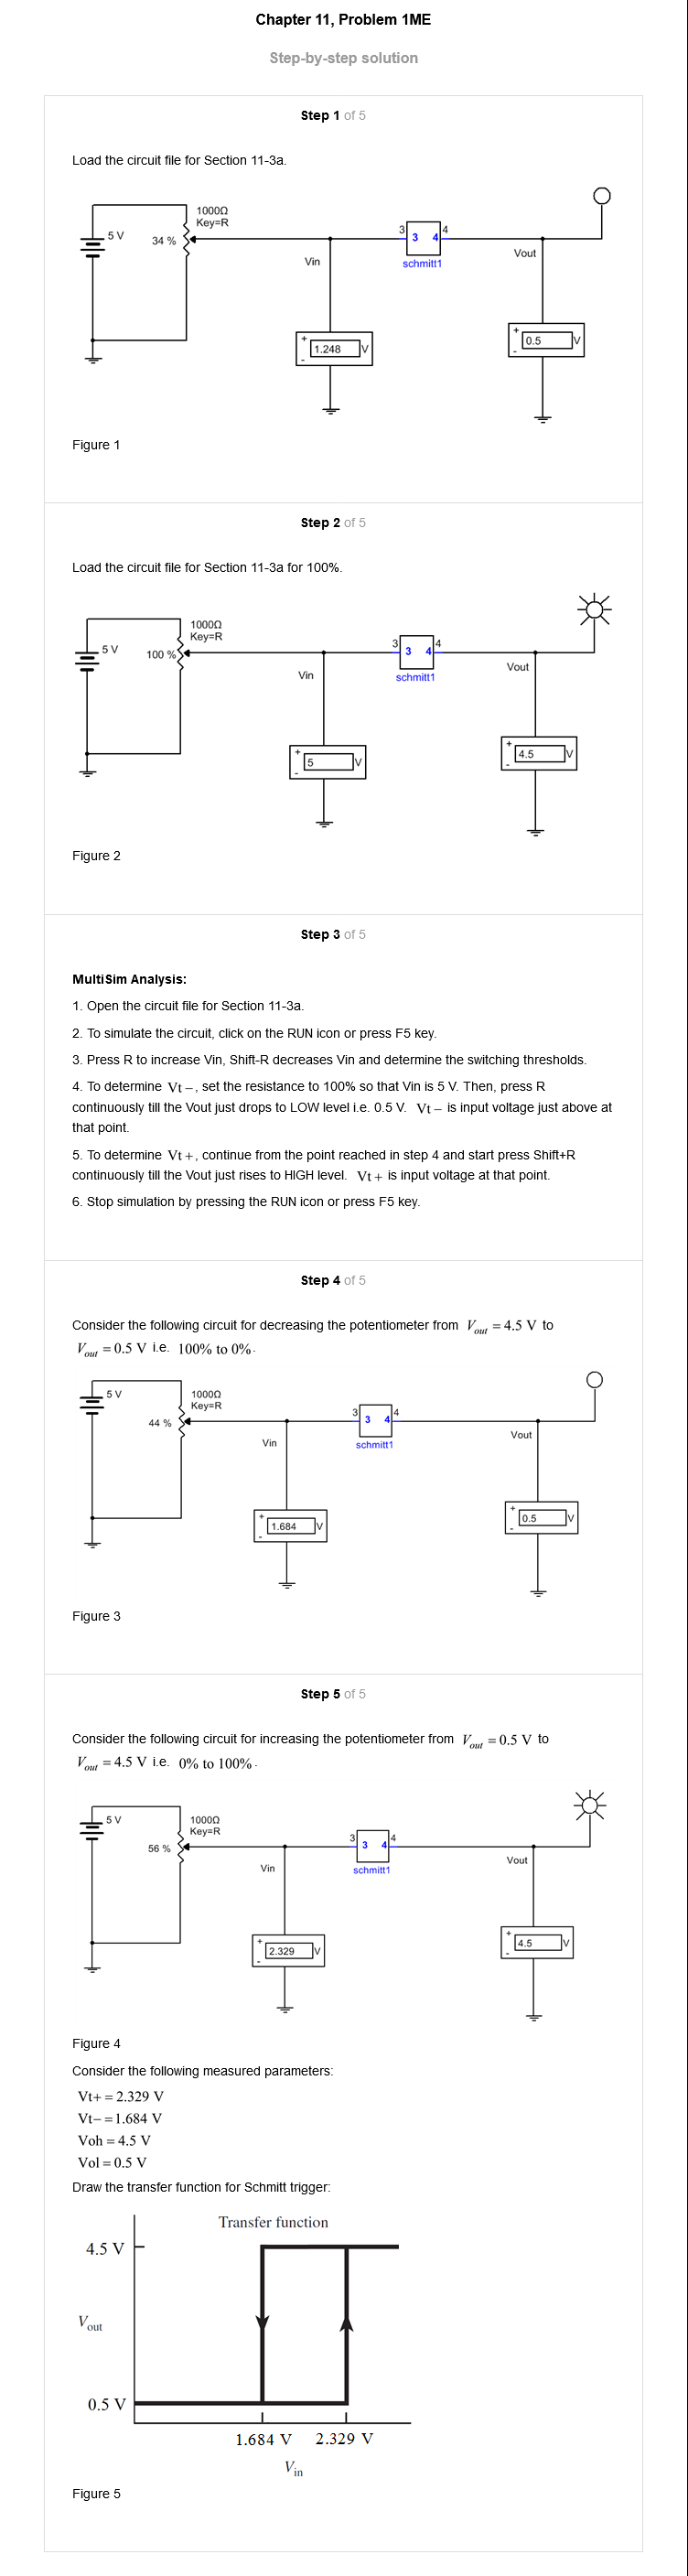 Chapter 11, Problem 1ME
Step-by-step solution
Step 1 of 5
Load the circuit file for Section 11-3a.
1000Ω
Key=R
5 V
34 %
3
3 4
4
schmitt1
Vin
Vout
+
1.248
V
-
+
0.5
V
-
Figure 1
Step 2 of 5
Load the circuit file for Section 11-3a for 100%.
1000Ω
Key=R
5 V
100 %
3
3 4
4
schmitt1
Vin
Vout
+
5
V
-
+
4.5
V
-
Figure 2
Step 3 of 5
MultiSim Analysis:
1. Open the circuit file for Section 11-3a.
2. To simulate the circuit, click on the RUN icon or press F5 key.
3. Press R to increase Vin, Shift-R decreases Vin and determine the switching thresholds.
4. To determine Vt−, set the resistance to 100% so that Vin is 5 V. Then, press R
continuously till the Vout just drops to LOW level i.e. 0.5 V. Vt− is input voltage just above at
that point.
5. To determine Vt+, continue from the point reached in step 4 and start press Shift+R
continuously till the Vout just rises to HIGH level. Vt+ is input voltage at that point.
6. Stop simulation by pressing the RUN icon or press F5 key.
Step 4 of 5
Consider the following circuit for decreasing the potentiometer from Vout = 4.5 V to
Vout = 0.5 V i.e. 100% to 0%.
5 V
1000Ω
Key=R
44 %
3
3 4
4
schmitt1
Vin
Vout
+
1.684
V
-
+
0.5
V
-
Figure 3
Step 5 of 5
Consider the following circuit for increasing the potentiometer from Vout = 0.5 V to
Vout = 4.5 V i.e. 0% to 100%.
5 V
1000Ω
Key=R
56 %
3
3 4
4
schmitt1
Vin
Vout
+
2.329
V
-
+
4.5
V
-
Figure 4
Consider the following measured parameters:
Vt+ = 2.329 V
Vt− = 1.684 V
Voh = 4.5 V
Vol = 0.5 V
Draw the transfer function for Schmitt trigger:
Transfer function
4.5 V
Vout
0.5 V
1.684 V 2.329 V
Vin
Figure 5